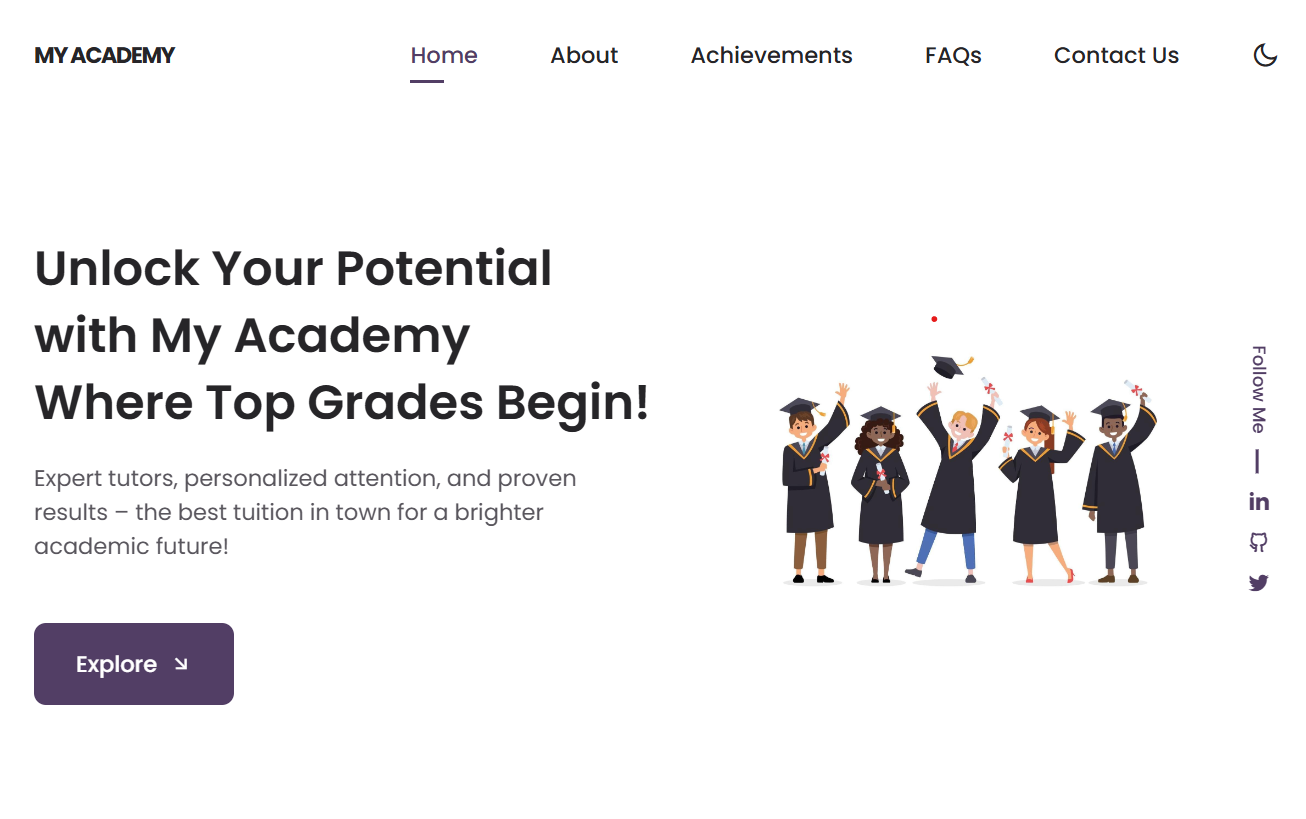 MY ACADEMY
Home
About
Achievements
FAQs
Contact Us
Unlock Your Potential
with My Academy
Where Top Grades Begin!
Expert tutors, personalized attention, and proven
results – the best tuition in town for a brighter
academic future!
Explore
Follow Me
in